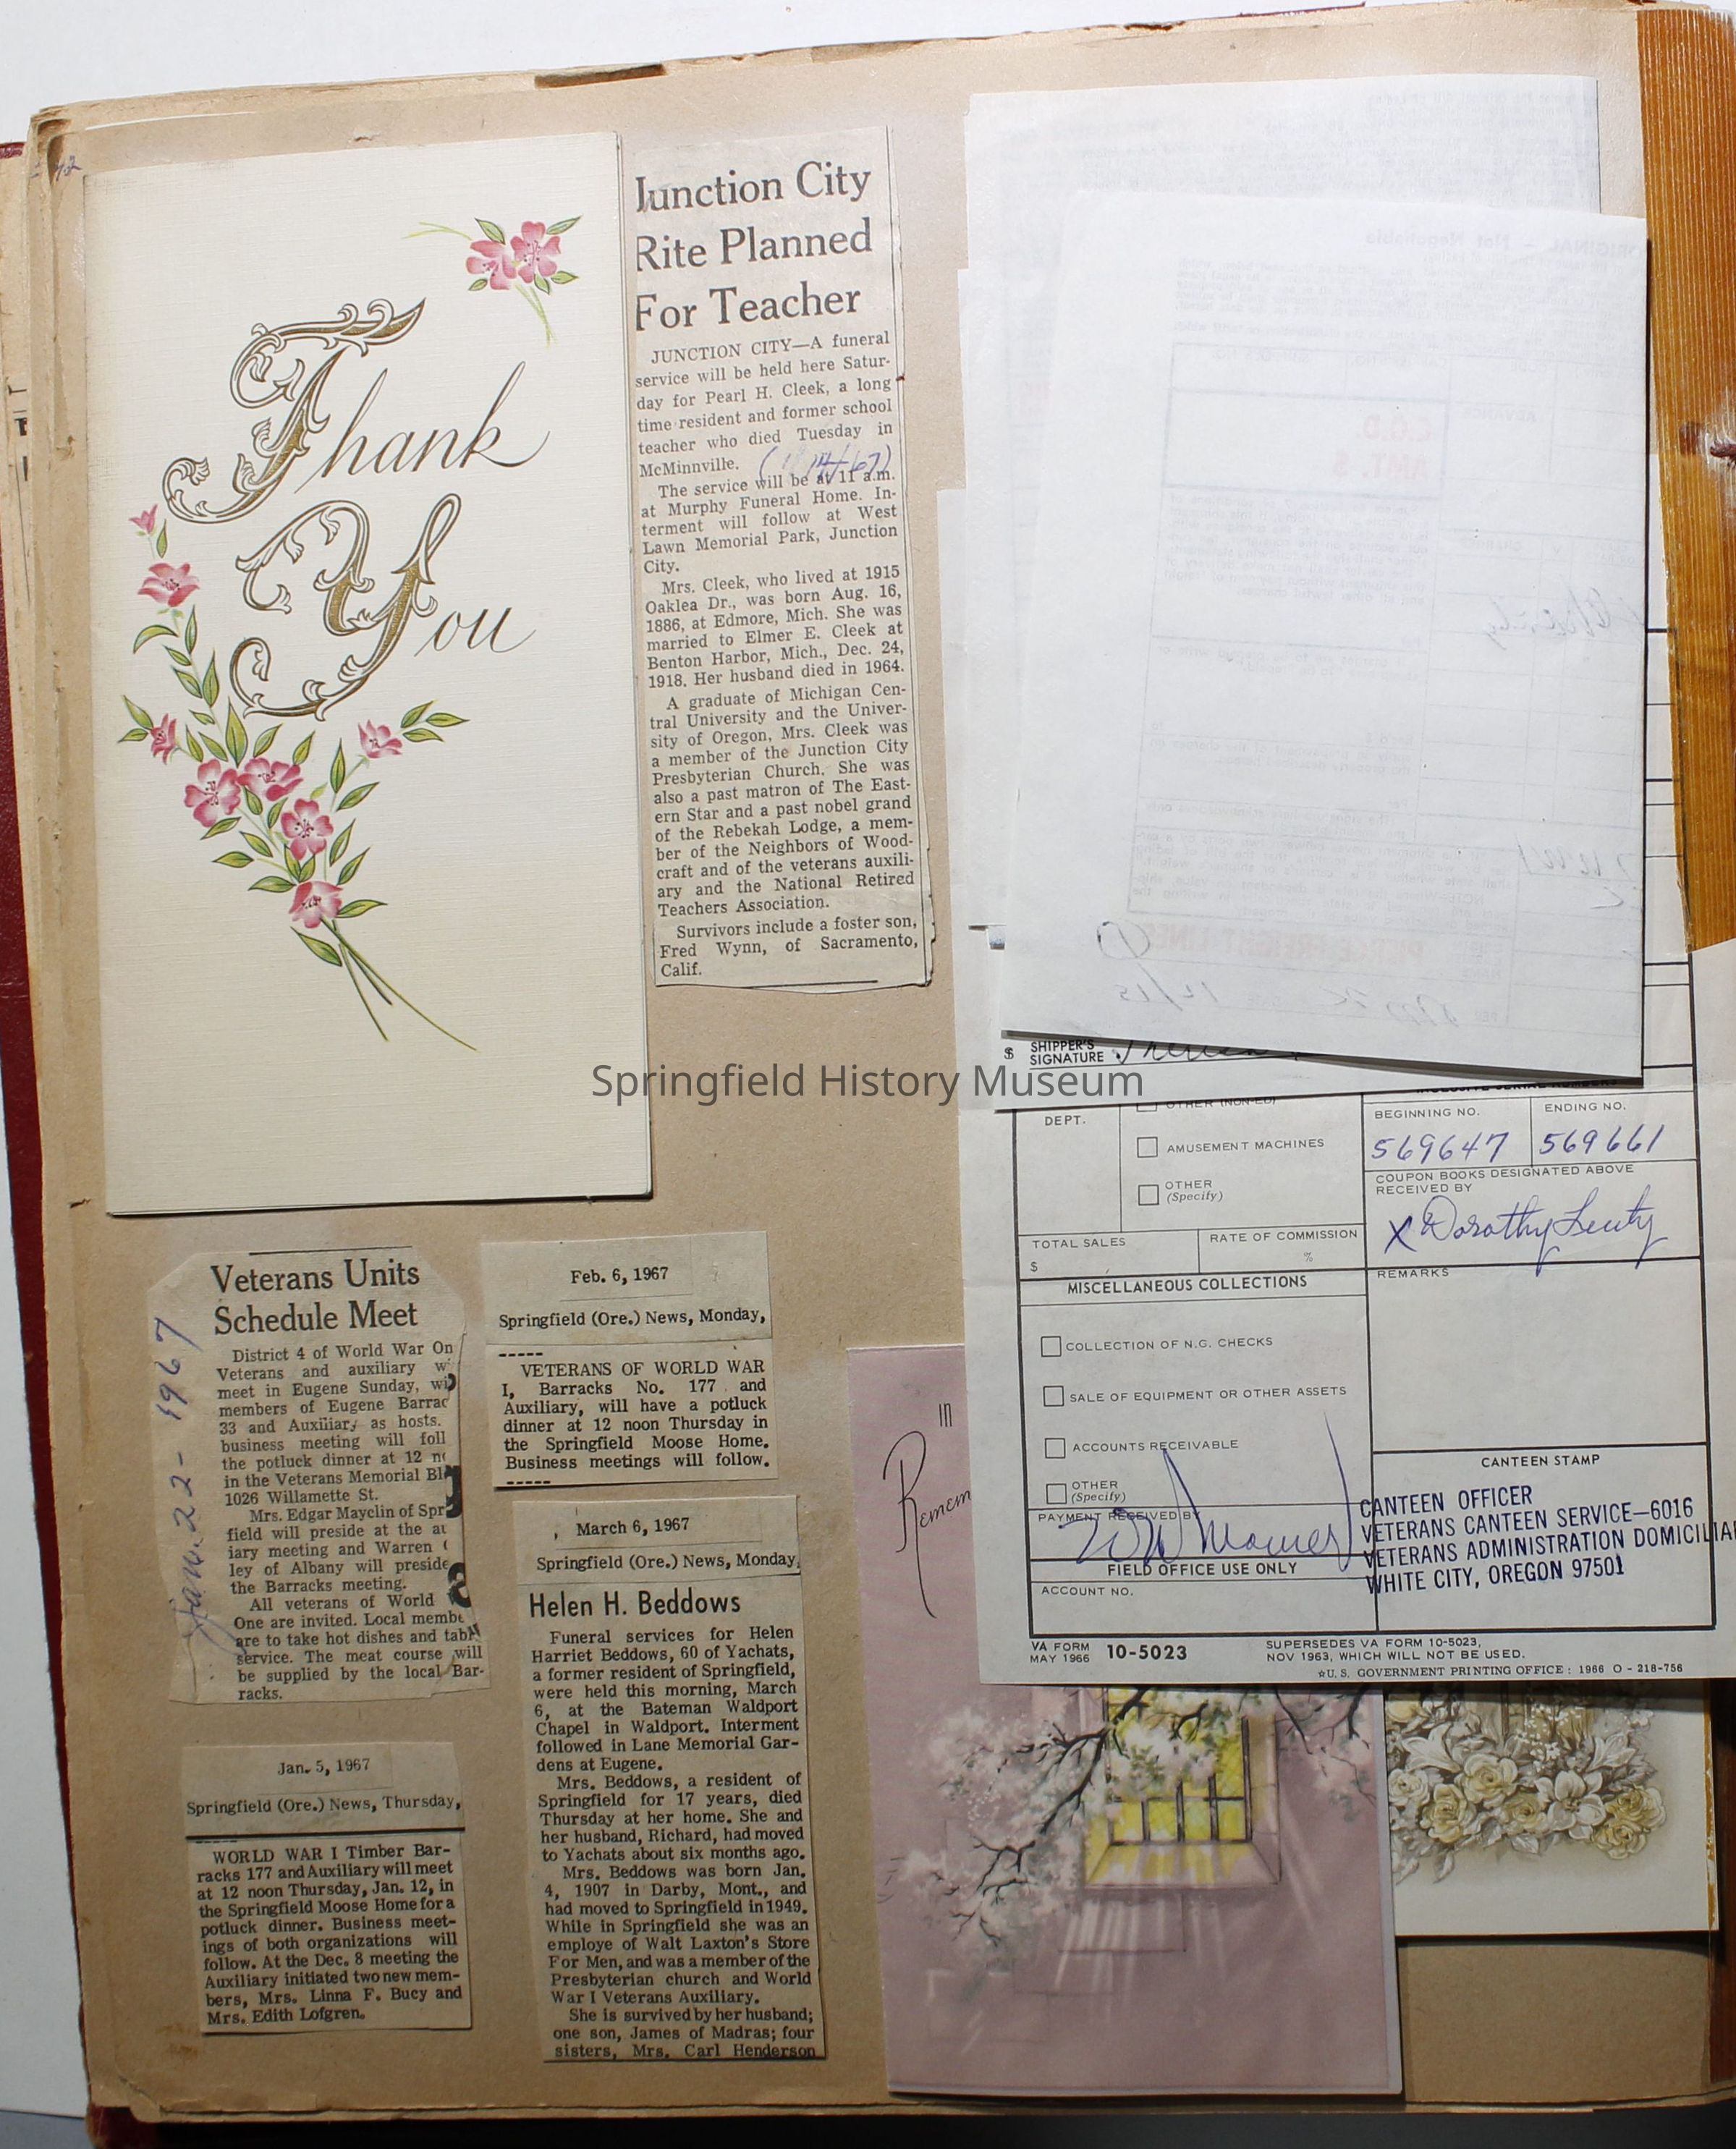 Thank
You
Junction City
Rite Planned
For Teacher
JUNCTION CITY—A funeral
service will be held here Satur-
day for Pearl H. Cleek, a long
time resident and former school
teacher who died Tuesday in
McMinnville.
The service will be at 11 a.m.
at Murphy Funeral Home. In-
terment will follow at West
Lawn Memorial Park, Junction
City.
Mrs. Cleek, who lived at 1915
Oaklea Dr., was born Aug. 16,
1886, at Edmore, Mich. She was
married to Elmer E. Cleek at
Benton Harbor, Mich., Dec. 24,
1918. Her husband died in 1964.
A graduate of Michigan Cen-
tral University and the Univer-
sity of Oregon, Mrs. Cleek was
a member of the Junction City
Presbyterian Church. She was
also a past matron of The East-
ern Star and a past nobel grand
of the Rebekah Lodge, a mem-
ber of the Neighbors of Wood-
craft and of the veterans auxili-
ary and the National Retired
Teachers Association.
Survivors include a foster son,
Fred Wynn, of Sacramento,
Calif.
Springfield History Museum
Jan. 22-1967
Veterans Units
Schedule Meet
District 4 of World War On
Veterans and auxiliary w
meet in Eugene Sunday, wi
members of Eugene Barrac
33 and Auxiliary as hosts.
business meeting will foll
the potluck dinner at 12 n
in the Veterans Memorial Bl
1026 Willamette St.
Mrs. Edgar Mayclin of Spr
field will preside at the au
iary meeting and Warren
ley of Albany will preside
the Barracks meeting.
All veterans of World
One are invited. Local membe
are to take hot dishes and tabl
service. The meat course will
be supplied by the local Bar-
racks.
Jan. 5, 1967
Springfield (Ore.) News, Thursday,
WORLD WAR I Timber Bar-
racks 177 and Auxiliary will meet
at 12 noon Thursday, Jan. 12, in
the Springfield Moose Home for a
potluck dinner. Business meet-
ings of both organizations will
follow. At the Dec. 8 meeting the
Auxiliary initiated two new mem-
bers, Mrs. Linna F. Bucy and
Mrs. Edith Lofgren.
Feb. 6, 1967
Springfield (Ore.) News, Monday,
VETERANS OF WORLD WAR
I, Barracks No. 177 and
Auxiliary, will have a potluck
dinner at 12 noon Thursday in
the Springfield Moose Home.
Business meetings will follow.
March 6, 1967
Springfield (Ore.) News, Monday,
Helen H. Beddows
Funeral services for Helen
Harriet Beddows, 60 of Yachats,
a former resident of Springfield,
were held this morning, March
6, at the Bateman Waldport
Chapel in Waldport. Interment
followed in Lane Memorial Gar-
dens at Eugene.
Mrs. Beddows, a resident of
Springfield for 17 years, died
Thursday at her home. She and
her husband, Richard, had moved
to Yachats about six months ago.
Mrs. Beddows was born Jan.
4, 1907 in Darby, Mont., and
had moved to Springfield in 1949.
While in Springfield she was an
employe of Walt Laxton's Store
For Men, and was a member of the
Presbyterian church and World
War I Veterans Auxiliary.
She is survived by her husband;
one son, James of Madras; four
sisters, Mrs. Carl Henderson
In
Remem
$ SHIPPER'S
SIGNATURE
DEPT.
OTHER (NON-ED)
AMUSEMENT MACHINES
OTHER
(Specify)
TOTAL SALES
$
RATE OF COMMISSION
%
MISCELLANEOUS COLLECTIONS
COLLECTION OF N.G. CHECKS
SALE OF EQUIPMENT OR OTHER ASSETS
ACCOUNTS RECEIVABLE
OTHER
(Specify)
PAYMENT RECEIVED BY
FIELD OFFICE USE ONLY
ACCOUNT NO.
BEGINNING NO.
569647
ENDING NO.
569661
COUPON BOOKS DESIGNATED ABOVE
RECEIVED BY
X Dorothy Lenty
REMARKS
CANTEEN STAMP
CANTEEN OFFICER
VETERANS CANTEEN SERVICE—6016
VETERANS ADMINISTRATION DOMICILIA
WHITE CITY, OREGON 97501
VA FORM
MAY 1966 10-5023
SUPERSEDES VA FORM 10-5023,
NOV 1963, WHICH WILL NOT BE USED.
☆U. S. GOVERNMENT PRINTING OFFICE : 1966 O - 218-756